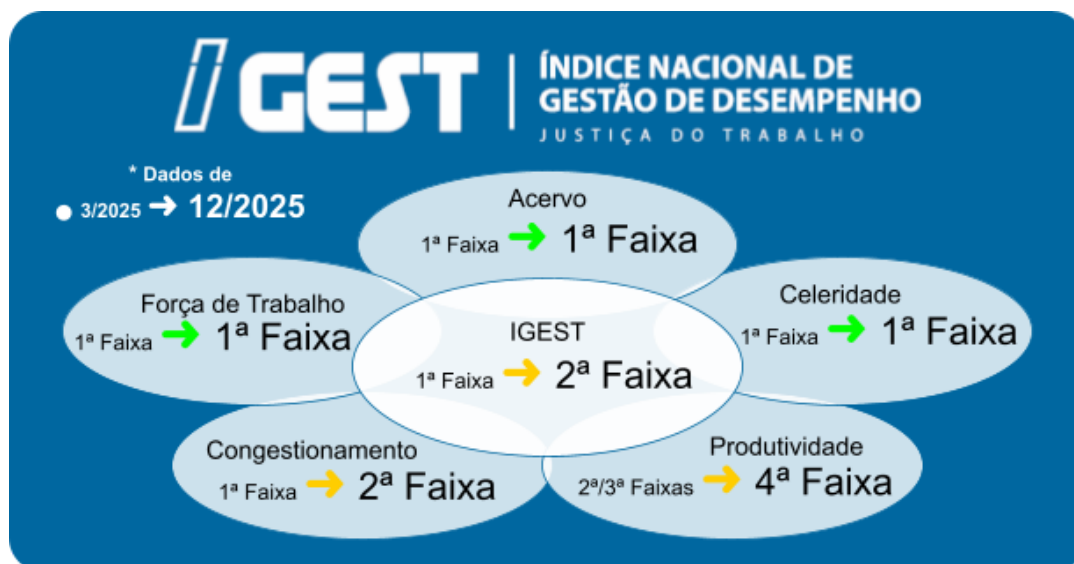 IGEST
ÍNDICE NACIONAL DE
GESTÃO DE DESEMPENHO
JUSTIÇA DO TRABALHO
* Dados de
3/2025 ➜ 12/2025
Acervo
1ª Faixa ➜ 1ª Faixa
Força de Trabalho
1ª Faixa ➜ 1ª Faixa
Celeridade
1ª Faixa ➜ 1ª Faixa
IGEST
1ª Faixa ➜ 2ª Faixa
Congestionamento
1ª Faixa ➜ 2ª Faixa
Produtividade
2ª/3ª Faixas ➜ 4ª Faixa